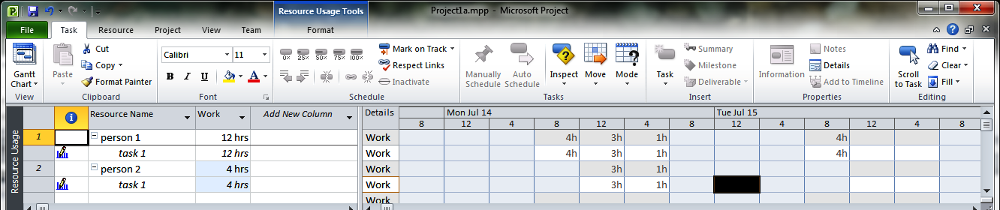 Resource Usage Tools
Project1a.mpp - Microsoft Project
File Task Resource Project View Team Format
Gantt Chart
View
Paste
Cut
Copy
Format Painter
Clipboard
Calibri 11
B I U A
Font
0% 25% 50% 75% 100%
Mark on Track
Respect Links
Inactivate
Schedule
Manually Schedule
Auto Schedule
Inspect
Move
Mode
Tasks
Task
Summary
Milestone
Deliverable
Insert
Information
Notes
Details
Add to Timeline
Properties
Scroll to Task
Find
Clear
Fill
Editing
Resource Usage
Resource Name Work Add New Column Details Mon Jul 14 Tue Jul 15
8 12 4 8 12 4 8 12 4 8 12 4 8
1 person 1 12 hrs Work 4h 3h 1h 4h
task 1 12 hrs Work 4h 3h 1h 4h
2 person 2 4 hrs Work 3h 1h
task 1 4 hrs Work 3h 1h
Work